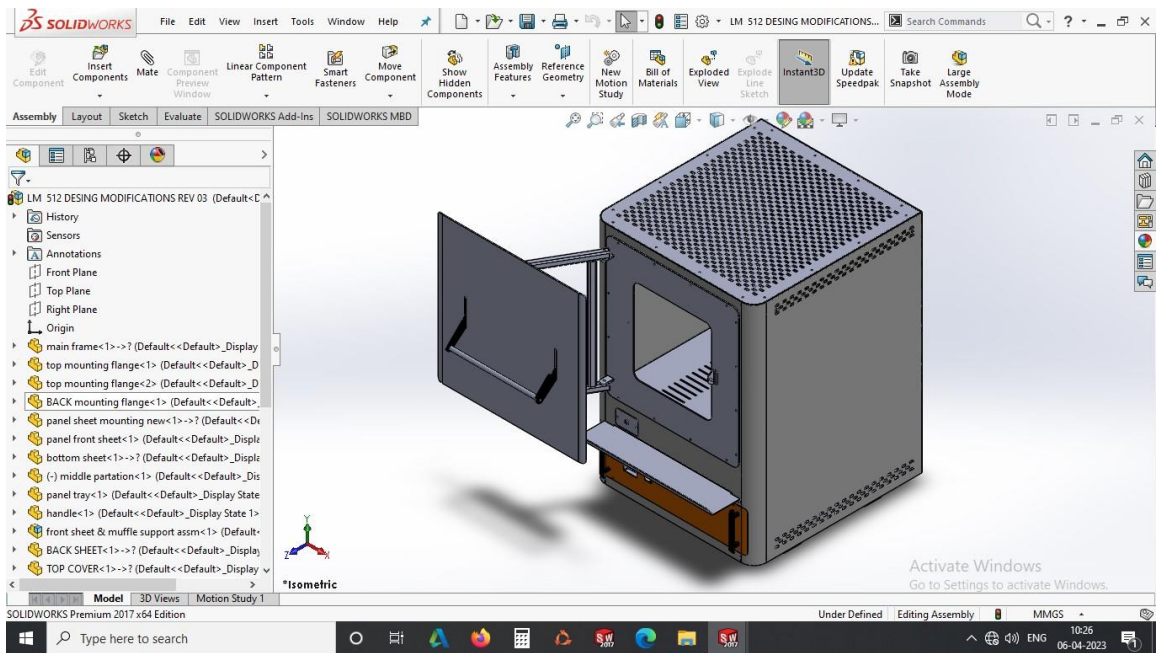 SOLIDWORKS File Edit View Insert Tools Window Help LM 512 DESING MODIFICATIONS... Search Commands ?
Edit Component
Insert Components
Mate
Component Preview Window
Linear Component Pattern
Smart Fasteners
Move Component
Show Hidden Components
Assembly Features
Reference Geometry
New Motion Study
Bill of Materials
Exploded View
Explode Line Sketch
Instant3D
Update Speedpak
Take Snapshot
Large Assembly Mode
Assembly Layout Sketch Evaluate SOLIDWORKS Add-Ins SOLIDWORKS MBD
LM 512 DESING MODIFICATIONS REV 03 (Default<D
History
Sensors
Annotations
Front Plane
Top Plane
Right Plane
Origin
main frame<1>->? (Default<<Default>_Display
top mounting flange<1> (Default<<Default>_D
top mounting flange<2> (Default<<Default>_D
BACK mounting flange<1> (Default<<Default>_
panel sheet mounting new<1>->? (Default<<De
panel front sheet<1> (Default<<Default>_Displa
bottom sheet<1>->? (Default<<Default>_Displa
(-) middle partation<1> (Default<<Default>_Dis
panel tray<1> (Default<<Default>_Display State
handle<1> (Default<<Default>_Display State 1>
front sheet & muffle support assm<1> (Default<
BACK SHEET<1>->? (Default<<Default>_Display
TOP COVER<1>->? (Default<<Default>_Display
Y
Z X
*Isometric
Activate Windows
Go to Settings to activate Windows.
Model 3D Views Motion Study 1
SOLIDWORKS Premium 2017 x64 Edition Under Defined Editing Assembly MMGS
Type here to search ENG 10:26
06-04-2023